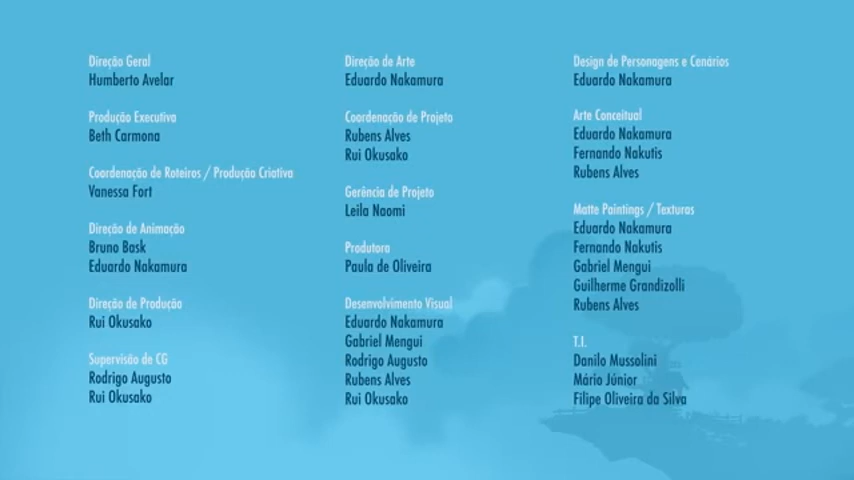 Direção Geral
Humberto Avelar
Produção Executiva
Beth Carmona
Coordenação de Roteiros / Produção Criativa
Vanessa Fort
Direção de Animação
Bruno Bask
Eduardo Nakamura
Direção de Produção
Rui Okusako
Supervisão de CG
Rodrigo Augusto
Rui Okusako
Direção de Arte
Eduardo Nakamura
Coordenação de Projeto
Rubens Alves
Rui Okusako
Gerência de Projeto
Leila Naomi
Produtora
Paula de Oliveira
Desenvolvimento Visual
Eduardo Nakamura
Gabriel Mengui
Rodrigo Augusto
Rubens Alves
Rui Okusako
Design de Personagens e Cenários
Eduardo Nakamura
Arte Conceitual
Eduardo Nakamura
Fernando Nakutis
Rubens Alves
Matte Paintings / Texturas
Eduardo Nakamura
Fernando Nakutis
Gabriel Mengui
Guilherme Grandizolli
Rubens Alves
T.I.
Danilo Mussolini
Mário Júnior
Filipe Oliveira da Silva